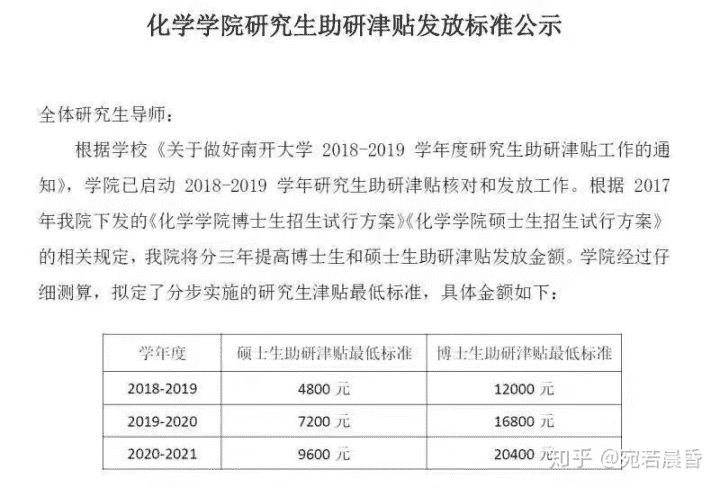 化学学院研究生助研津贴发放标准公示
全体研究生导师：
根据学校《关于做好南开大学 2018-2019 学年度研究生助研津贴工作的通
知》，学院已启动 2018-2019 学年研究生助研津贴核对和发放工作。根据 2017
年我院下发的《化学学院博士生招生试行方案》《化学学院硕士生招生试行方案》
的相关规定，我院将分三年提高博士生和硕士生助研津贴发放金额。学院经过仔
细测算，拟定了分步实施的研究生津贴最低标准，具体金额如下：
学年度 硕士生助研津贴最低标准 博士生助研津贴最低标准
2018-2019 4800 元 12000 元
2019-2020 7200 元 16800 元
2020-2021 9600 元 20400 元
知乎 @宛若晨昏